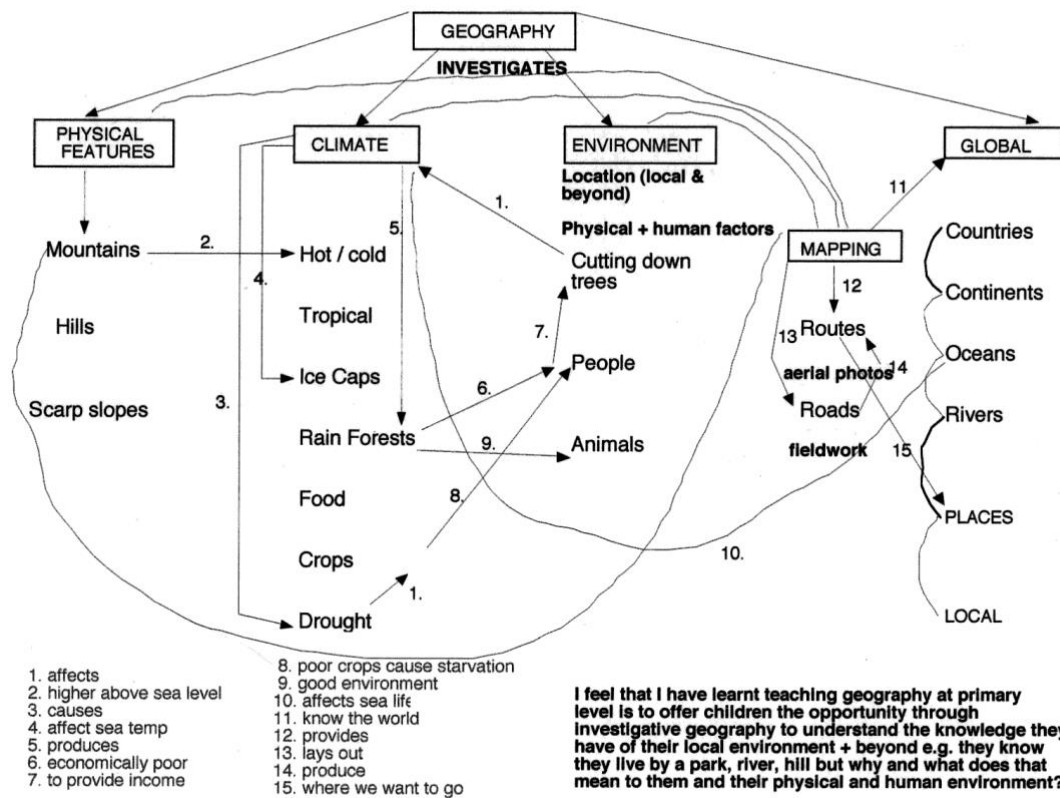 GEOGRAPHY
INVESTIGATES
PHYSICAL
FEATURES
CLIMATE
ENVIRONMENT
GLOBAL
Location (local &
beyond)
11
1.
5.
Physical + human factors
MAPPING
Countries
Mountains
2.
Hot / cold
Cutting down
trees
4.
12
Continents
Hills
Tropical
7.
13
Routes
Oceans
Ice Caps
People
aerial photos
14
Scarp slopes
3.
6.
Roads
Rivers
Rain Forests
9.
Animals
fieldwork
15
Food
8.
PLACES
Crops
10.
1.
Drought
LOCAL
1. affects
2. higher above sea level
3. causes
4. affect sea temp
5. produces
6. economically poor
7. to provide income
8. poor crops cause starvation
9. good environment
10. affects sea life
11. know the world
12. provides
13. lays out
14. produce
15. where we want to go
I feel that I have learnt teaching geography at primary
level is to offer children the opportunity through
investigative geography to understand the knowledge they
have of their local environment + beyond e.g. they know
they live by a park, river, hill but why and what does that
mean to them and their physical and human environment?